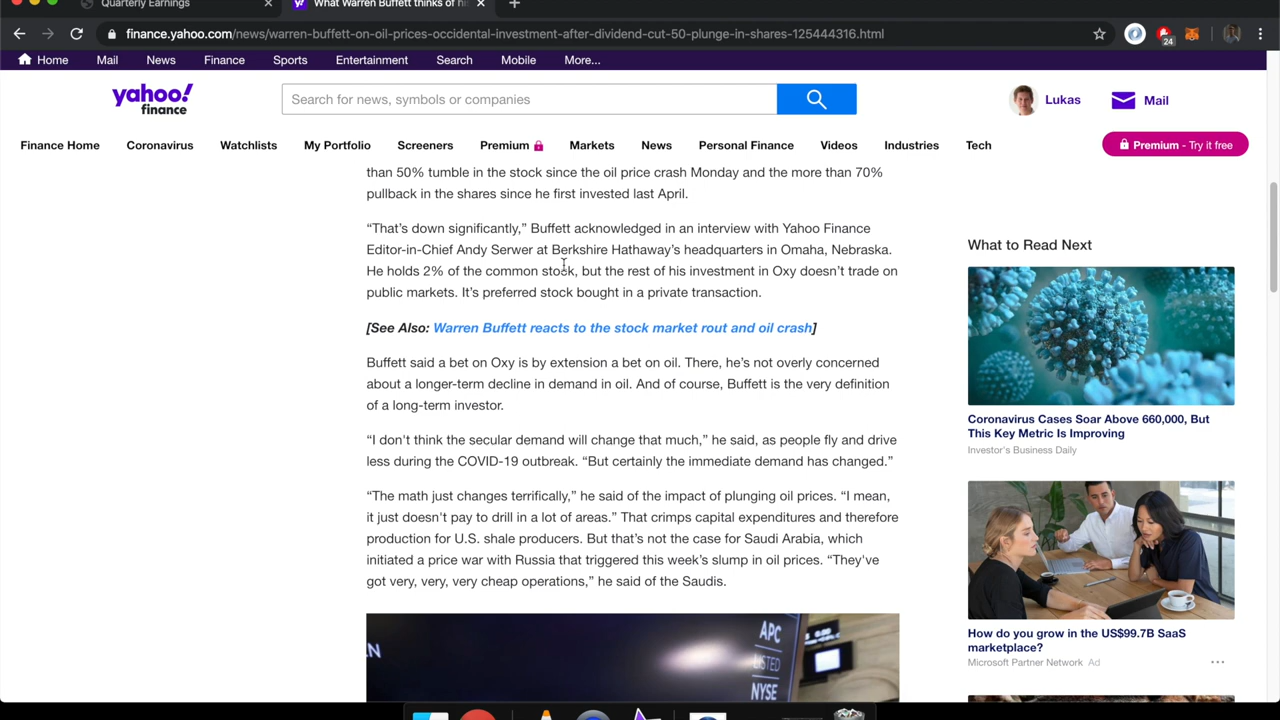 Quarterly Earnings
What Warren Buffett thinks of hi
finance.yahoo.com/news/warren-buffett-on-oil-prices-occidental-investment-after-dividend-cut-50-plunge-in-shares-125444316.html
24
Home Mail News Finance Sports Entertainment Search Mobile More...
yahoo!
finance
Search for news, symbols or companies
Lukas
Mail
Finance Home Coronavirus Watchlists My Portfolio Screeners Premium Markets News Personal Finance Videos Industries Tech
Premium - Try it free
than 50% tumble in the stock since the oil price crash Monday and the more than 70%
pullback in the shares since he first invested last April.
“That’s down significantly,” Buffett acknowledged in an interview with Yahoo Finance
Editor-in-Chief Andy Serwer at Berkshire Hathaway’s headquarters in Omaha, Nebraska.
He holds 2% of the common stock, but the rest of his investment in Oxy doesn’t trade on
public markets. It’s preferred stock bought in a private transaction.
[See Also: Warren Buffett reacts to the stock market rout and oil crash]
Buffett said a bet on Oxy is by extension a bet on oil. There, he’s not overly concerned
about a longer-term decline in demand in oil. And of course, Buffett is the very definition
of a long-term investor.
“I don't think the secular demand will change that much,” he said, as people fly and drive
less during the COVID-19 outbreak. “But certainly the immediate demand has changed.”
“The math just changes terrifically,” he said of the impact of plunging oil prices. “I mean,
it just doesn't pay to drill in a lot of areas.” That crimps capital expenditures and therefore
production for U.S. shale producers. But that’s not the case for Saudi Arabia, which
initiated a price war with Russia that triggered this week’s slump in oil prices. “They've
got very, very, very cheap operations,” he said of the Saudis.
EN
APC
LISTED
NYSE
What to Read Next
Coronavirus Cases Soar Above 660,000, But
This Key Metric Is Improving
Investor's Business Daily
How do you grow in the US$99.7B SaaS
marketplace?
Microsoft Partner Network Ad